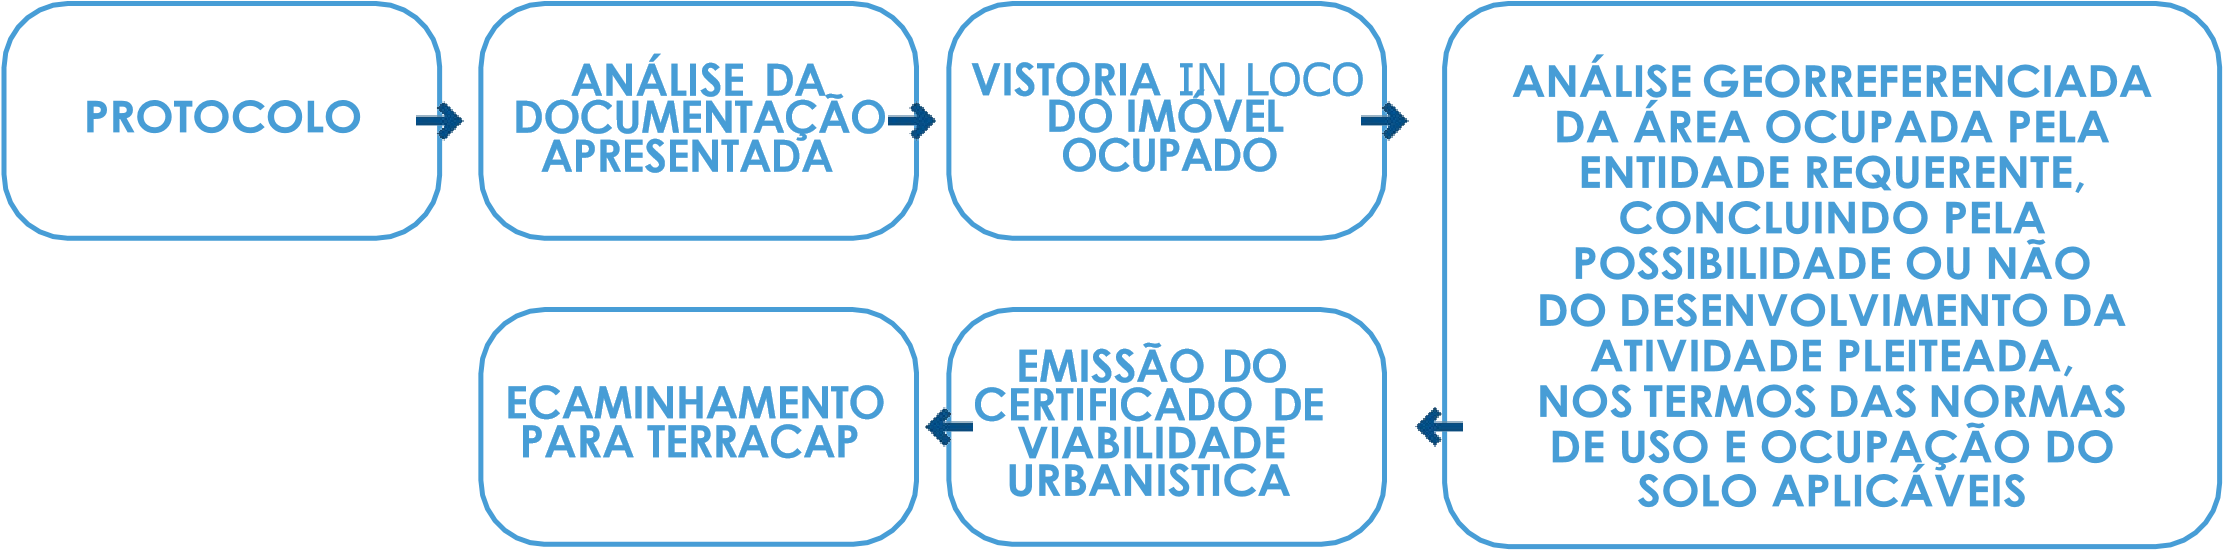 PROTOCOLO
ANÁLISE DA
DOCUMENTAÇÃO
APRESENTADA
VISTORIA IN LOCO
DO IMÓVEL
OCUPADO
ANÁLISE GEORREFERENCIADA
DA ÁREA OCUPADA PELA
ENTIDADE REQUERENTE,
CONCLUINDO PELA
POSSIBILIDADE OU NÃO
DO DESENVOLVIMENTO DA
ATIVIDADE PLEITEADA,
NOS TERMOS DAS NORMAS
DE USO E OCUPAÇÃO DO
SOLO APLICÁVEIS
EMISSÃO DO
CERTIFICADO DE
VIABILIDADE
URBANISTICA
ECAMINHAMENTO
PARA TERRACAP